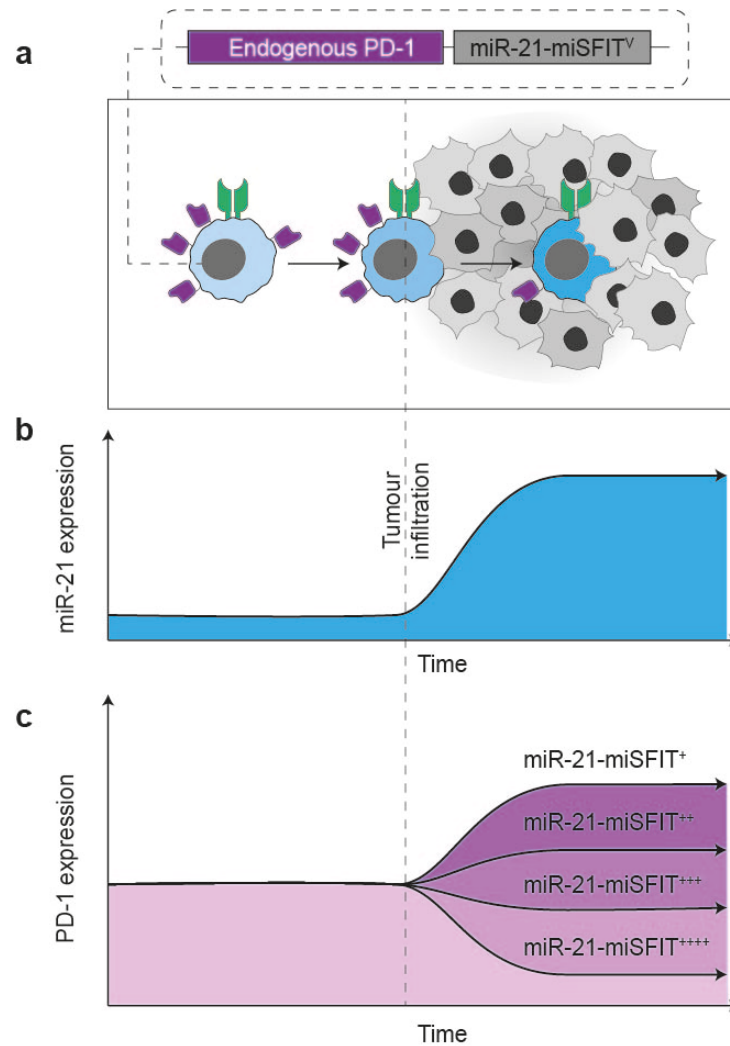 a
Endogenous PD-1
miR-21-miSFITⱽ
b
miR-21 expression
Tumour
infiltration
Time
c
PD-1 expression
miR-21-miSFIT⁺
miR-21-miSFIT⁺⁺
miR-21-miSFIT⁺⁺⁺
miR-21-miSFIT⁺⁺⁺⁺
Time